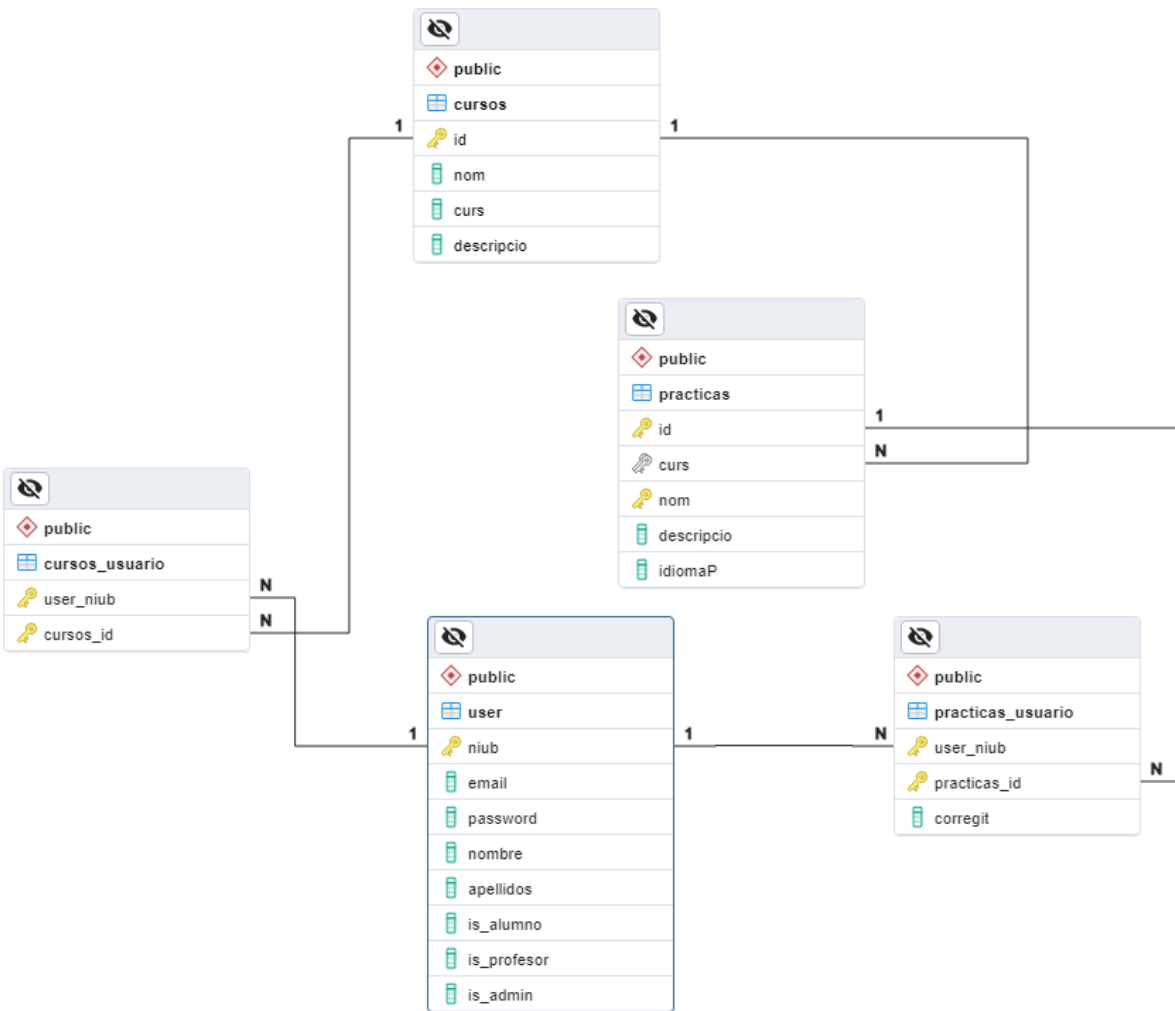 public
cursos
1
1
id
nom
curs
descripcio
public
practicas
id
1
curs
N
nom
descripcio
idiomaP
public
cursos_usuario
user_niub
N
cursos_id
N
public
user
1
niub
1
email
password
nombre
apellidos
is_alumno
is_profesor
is_admin
public
practicas_usuario
N
user_niub
practicas_id
N
corregit